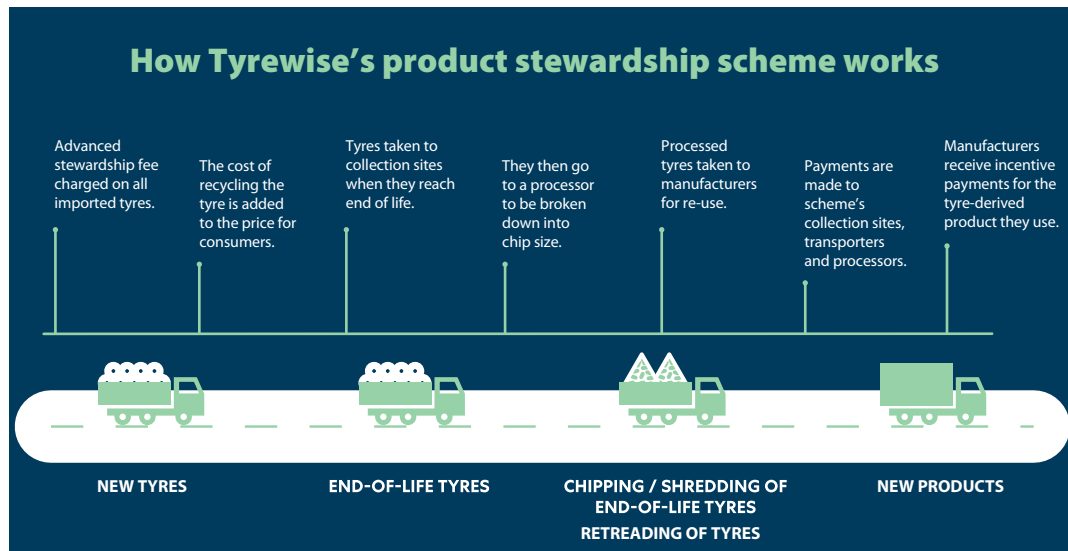 How Tyrewise’s product stewardship scheme works
Advanced
stewardship fee
charged on all
imported tyres.
The cost of
recycling the
tyre is added
to the price for
consumers.
Tyres taken to
collection sites
when they reach
end of life.
They then go
to a processor
to be broken
down into
chip size.
Processed
tyres taken to
manufacturers
for re-use.
Payments are
made to
scheme’s
collection sites,
transporters
and processors.
Manufacturers
receive incentive
payments for the
tyre-derived
product they use.
NEW TYRES
END-OF-LIFE TYRES
CHIPPING / SHREDDING OF
END-OF-LIFE TYRES
RETREADING OF TYRES
NEW PRODUCTS